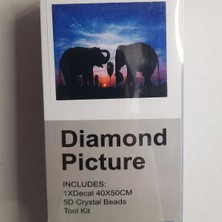 Diamond
Picture
INCLUDES:
1XDecal 40X50CM
5D Crystal Beads
Tool Kit